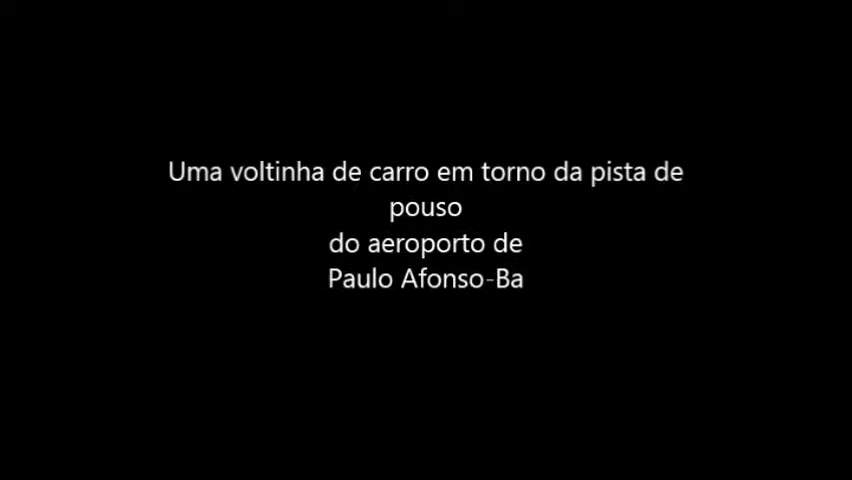 Uma voltinha de carro em torno da pista de
pouso
do aeroporto de
Paulo Afonso-Ba